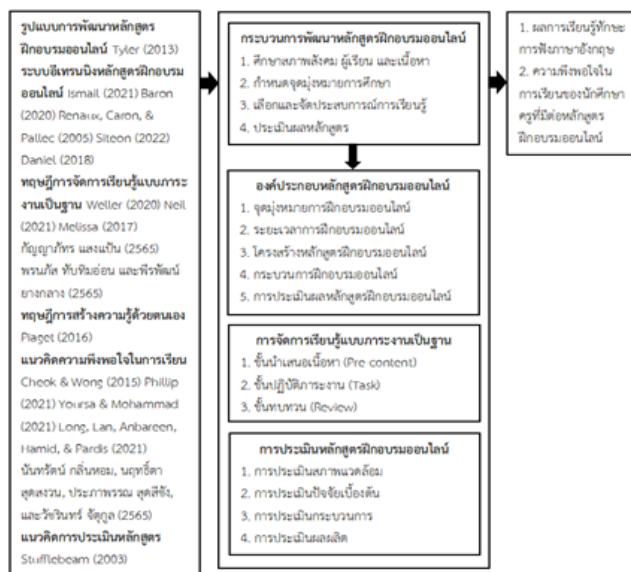 รูปแบบการพัฒนาหลักสูตร
ฝึกอบรมออนไลน์ Tyler (2013)
ระบบอีเทรนนิงหลักสูตรฝึกอบรม
ออนไลน์ Ismail (2021) Baron
(2020) Renaux, Caron, &
Pallec (2005) Siteon (2022)
Daniel (2018)
ทฤษฎีการจัดการเรียนรู้แบบภาระ
งานเป็นฐาน Weller (2020) Neil
(2021) Melissa (2017)
กัญญาภัทร แสงแป้น (2565)
พรนภัส ทับทิมอ่อน และพีรพัฒน์
ยางกลาง (2565)
ทฤษฎีการสร้างความรู้ด้วยตนเอง
Piaget (2016)
แนวคิดความพึงพอใจในการเรียน
Cheok & Wong (2015) Phillip
(2021) Yoursa & Mohammad
(2021) Long, Lan, Anbareen,
Hamid, & Pardis (2021)
นันทรัตน์ กลิ่นหอม, นฤทธิ์ตา
สุดสงวน, ประภาพรรณ สุดสีชัง,
และวัชรินทร์ จัตุกูล (2565)
แนวคิดการประเมินหลักสูตร
Stufflebeam (2003)
กระบวนการพัฒนาหลักสูตรฝึกอบรมออนไลน์
1. ศึกษาสภาพสังคม ผู้เรียน และเนื้อหา
2. กำหนดจุดมุ่งหมายการศึกษา
3. เลือกและจัดประสบการณ์การเรียนรู้
4. ประเมินผลหลักสูตร
องค์ประกอบหลักสูตรฝึกอบรมออนไลน์
1. จุดมุ่งหมายการฝึกอบรมออนไลน์
2. ระยะเวลาการฝึกอบรมออนไลน์
3. โครงสร้างหลักสูตรฝึกอบรมออนไลน์
4. กระบวนการฝึกอบรมออนไลน์
5. การประเมินผลหลักสูตรฝึกอบรมออนไลน์
การจัดการเรียนรู้แบบภาระงานเป็นฐาน
1. ขั้นนำเสนอเนื้อหา (Pre content)
2. ขั้นปฏิบัติภาระงาน (Task)
3. ขั้นทบทวน (Review)
การประเมินหลักสูตรฝึกอบรมออนไลน์
1. การประเมินสภาพแวดล้อม
2. การประเมินปัจจัยเบื้องต้น
3. การประเมินกระบวนการ
4. การประเมินผลผลิต
1. ผลการเรียนรู้ทักษะ
การฟังภาษาอังกฤษ
2. ความพึงพอใจใน
การเรียนของนักศึกษา
ครูที่มีต่อหลักสูตร
ฝึกอบรมออนไลน์